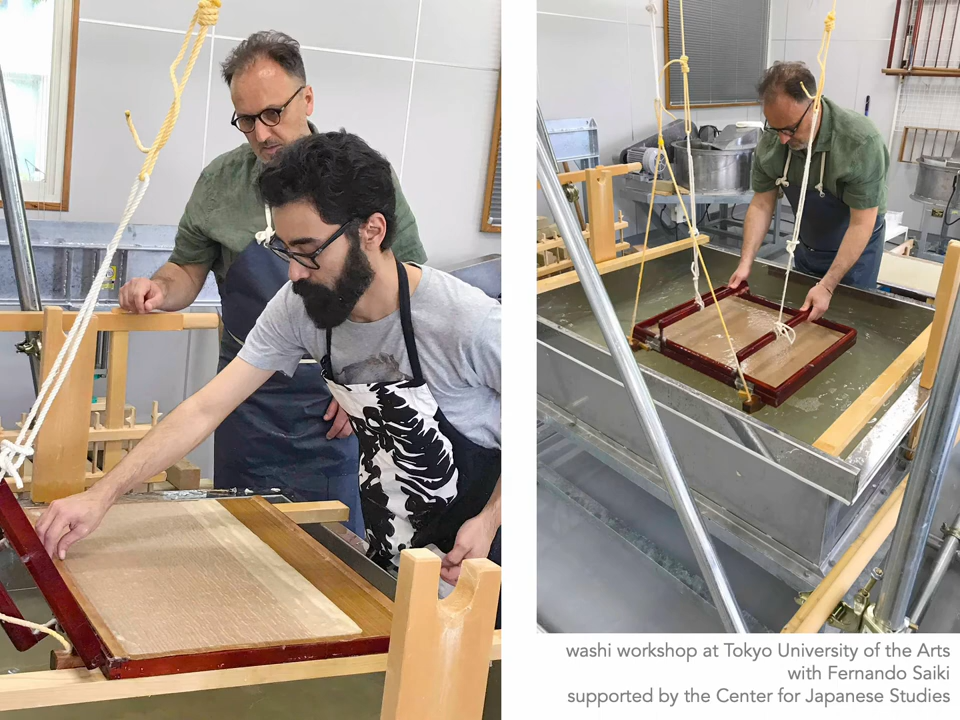 washi workshop at Tokyo University of the Arts
with Fernando Saiki
supported by the Center for Japanese Studies